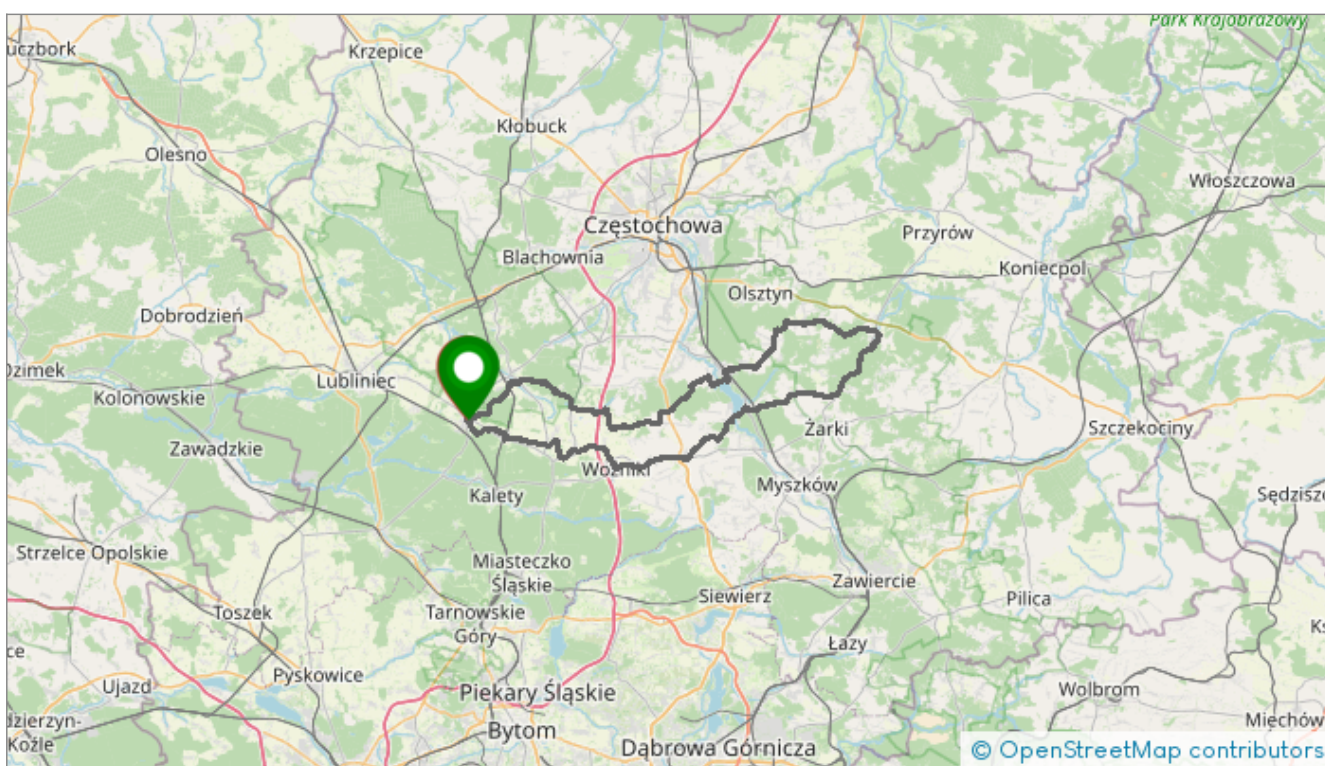 Park Krajobrazowy
uczbork
Krzepice
Kłobuck
Olesno
Włoszczowa
Częstochowa
Przyrów
Blachownia
Koniecpol
Olsztyn
Dobrodzień
Ozimek
Lubliniec
Kolonowskie
Szczekociny
Żarki
Zawadzkie
Woźniki
Myszków
Kalety
Sędzisz
Strzelce Opolskie
Miasteczko
Śląskie
Zawiercie
Siewierz
Pilica
Toszek
Tarnowskie
Góry
Łazy
Ks
ce
Pyskowice
Ujazd
Piekary Śląskie
Wolbrom
dzierzyn-
Koźle
Bytom
Miechów
Dąbrowa Górnicza
© OpenStreetMap contributors